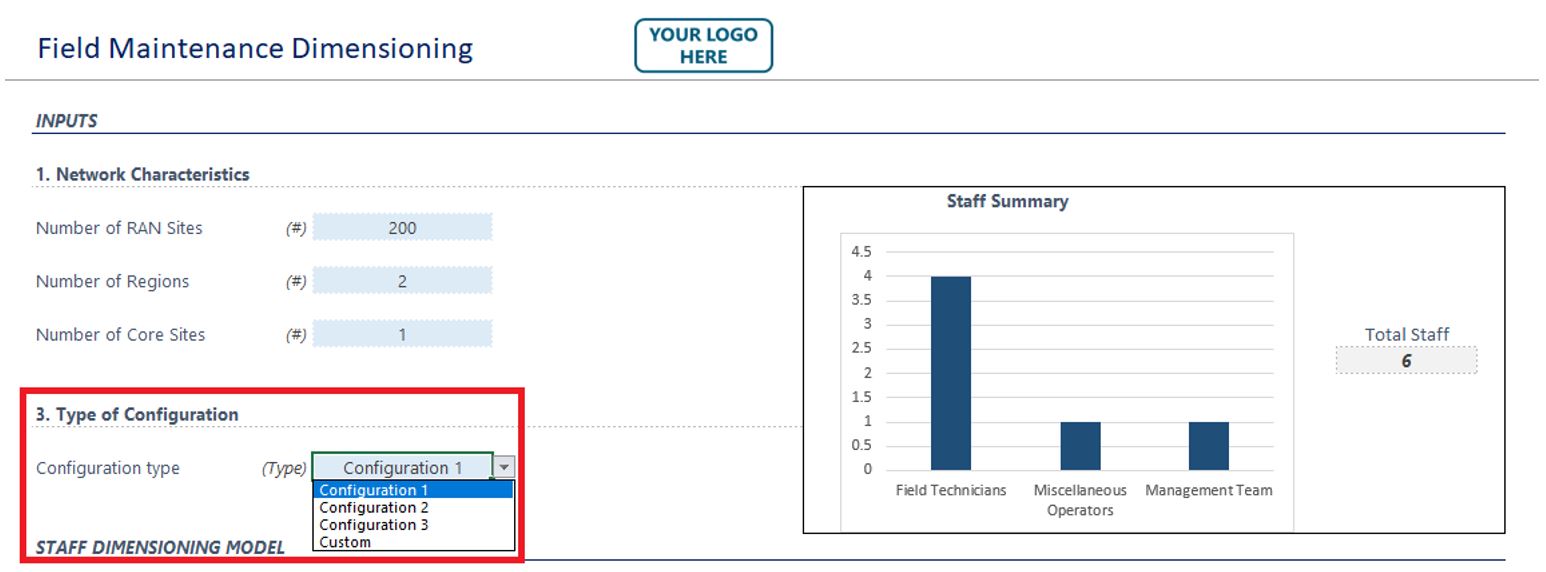 Field Maintenance Dimensioning
YOUR LOGO
HERE
INPUTS
1. Network Characteristics
Number of RAN Sites (#) 200
Number of Regions (#) 2
Number of Core Sites (#) 1
3. Type of Configuration
Configuration type (Type) Configuration 1
Configuration 1
Configuration 2
Configuration 3
Custom
STAFF DIMENSIONING MODEL
Staff Summary
4.5
4
3.5
3
2.5
2
1.5
1
0.5
0
Field Technicians Miscellaneous Management Team
Operators
Total Staff
6